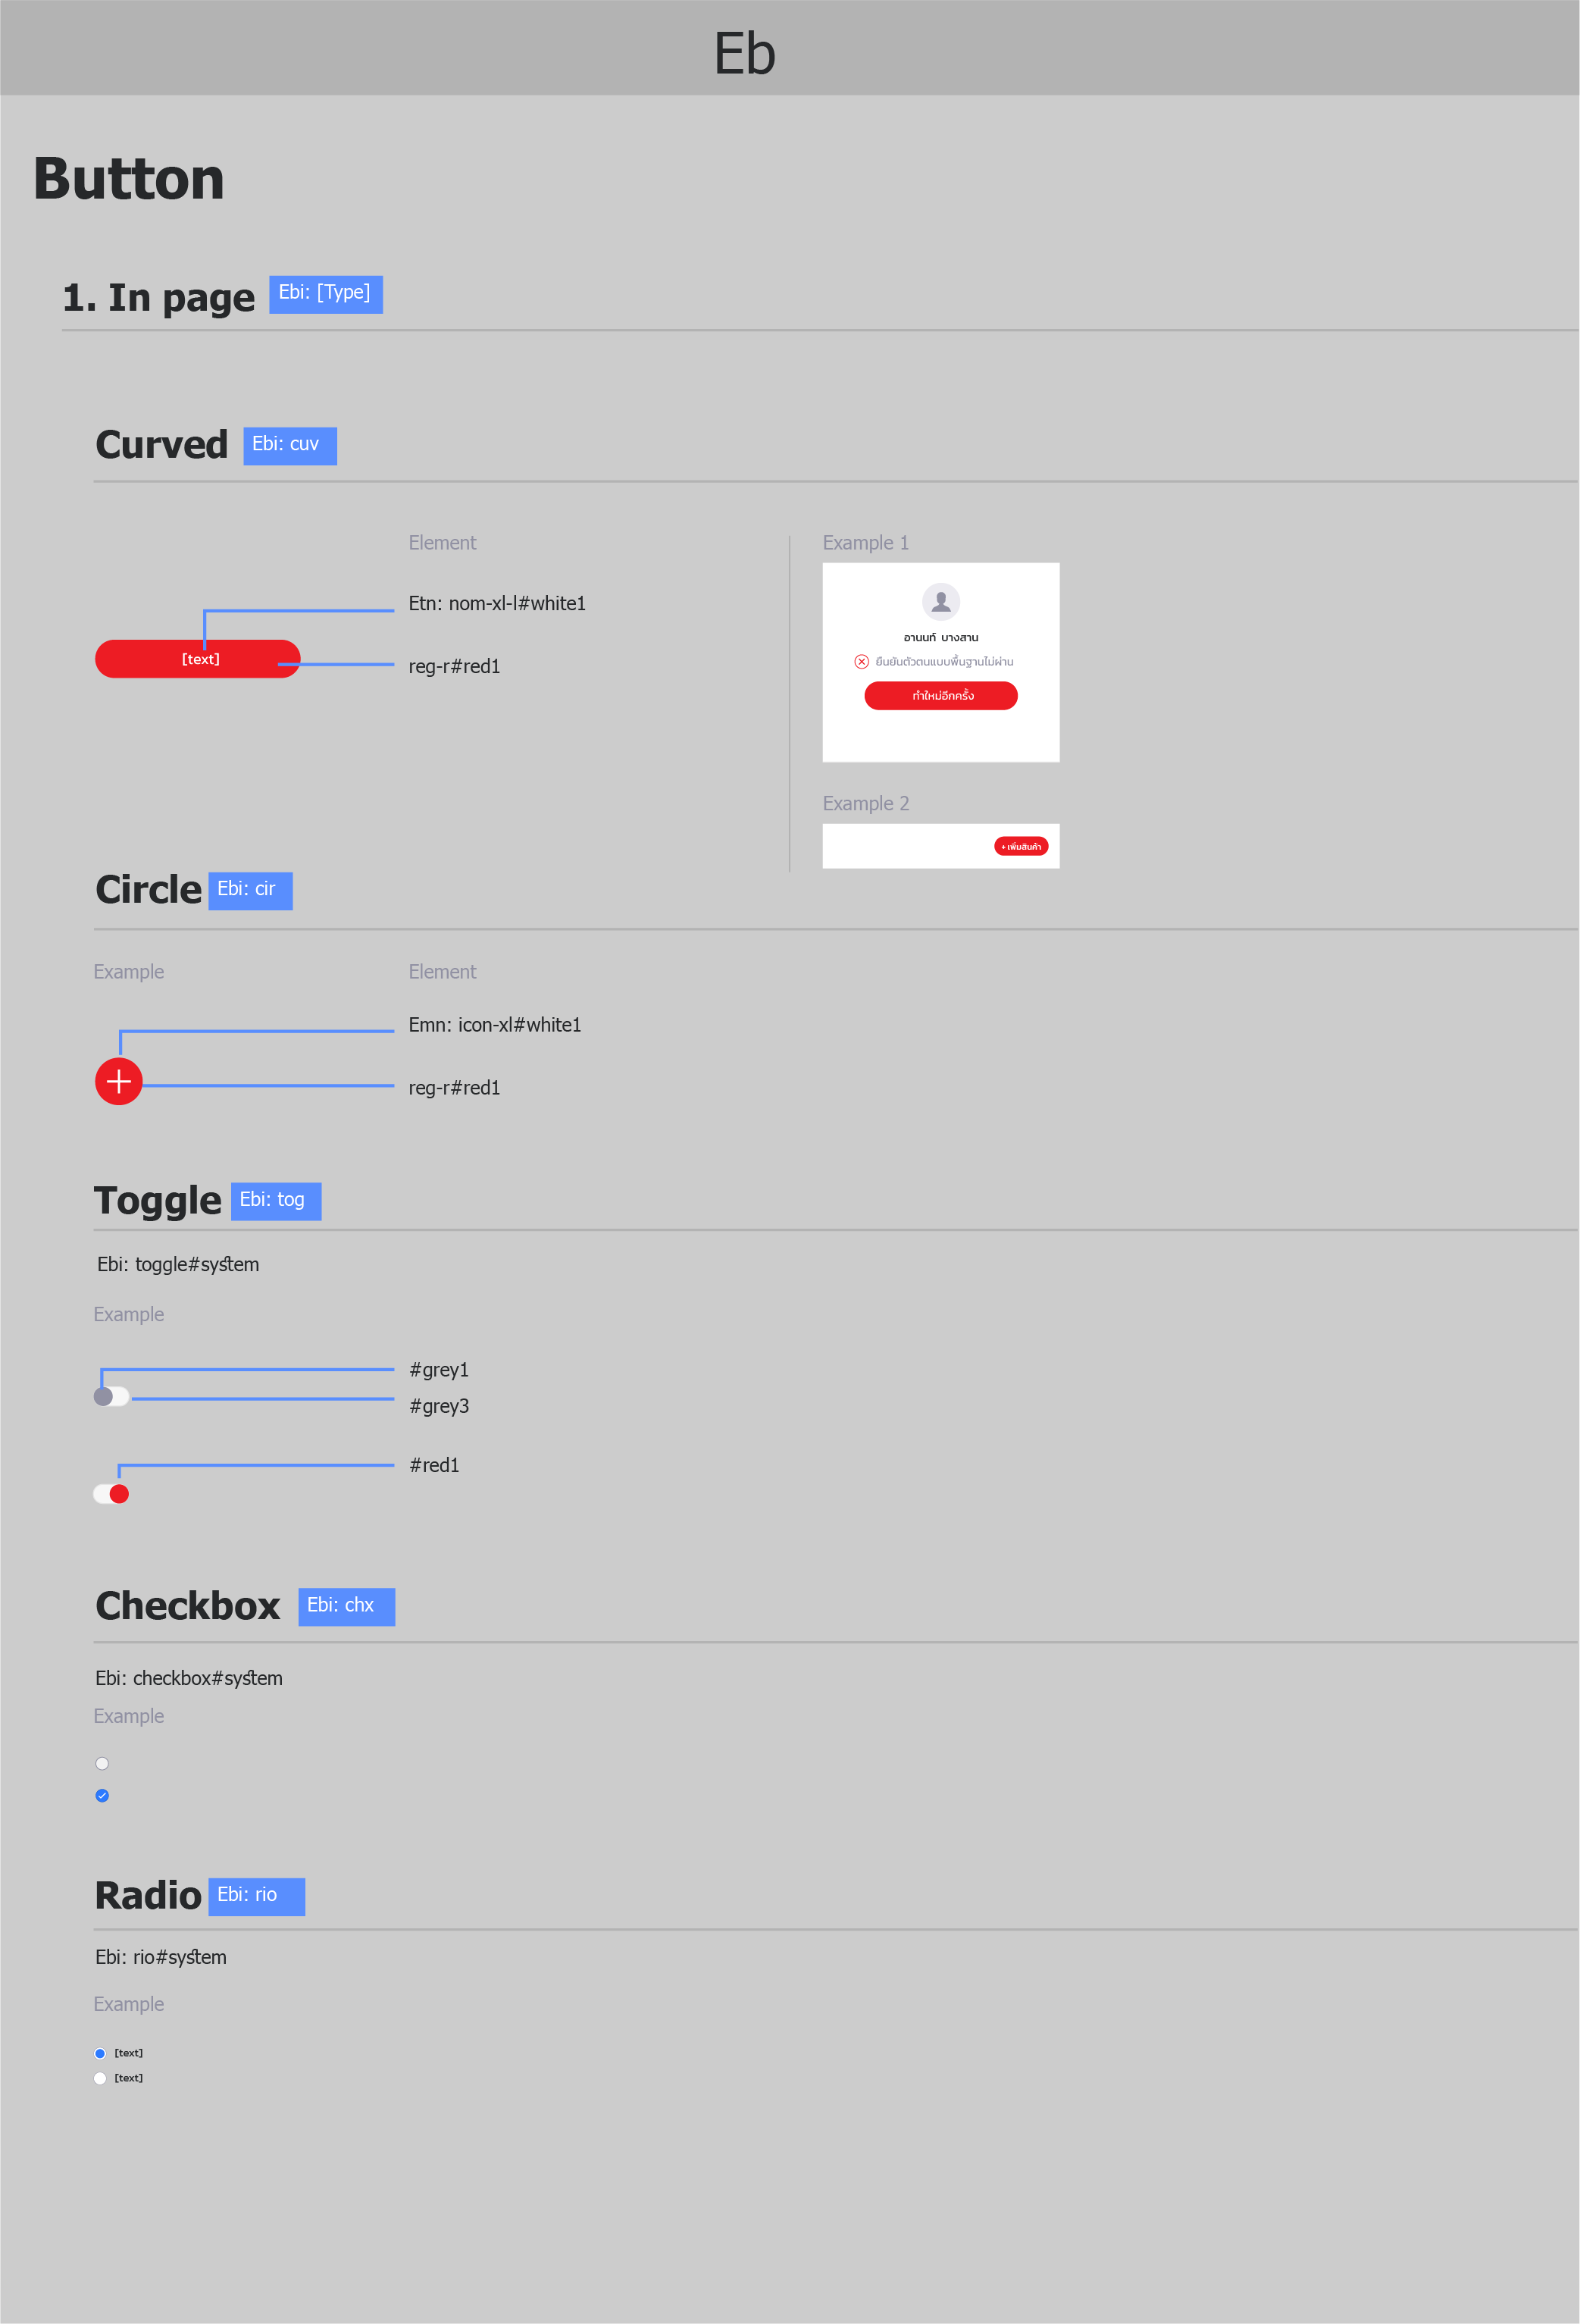 Eb
Button
1. In page
Ebi: [Type]
Curved
Ebi: cuv
Element
Etn: nom-xl-l#white1
[text]
reg-r#red1
Example 1
อานนท์ บางสาน
ยืนยันตัวตนแบบพื้นฐานไม่ผ่าน
ทำใหม่อีกครั้ง
Example 2
+ เพิ่มสินค้า
Circle
Ebi: cir
Example
Element
Emn: icon-xl#white1
reg-r#red1
Toggle
Ebi: tog
Ebi: toggle#system
Example
#grey1
#grey3
#red1
Checkbox
Ebi: chx
Ebi: checkbox#system
Example
Radio
Ebi: rio
Ebi: rio#system
Example
[text]
[text]